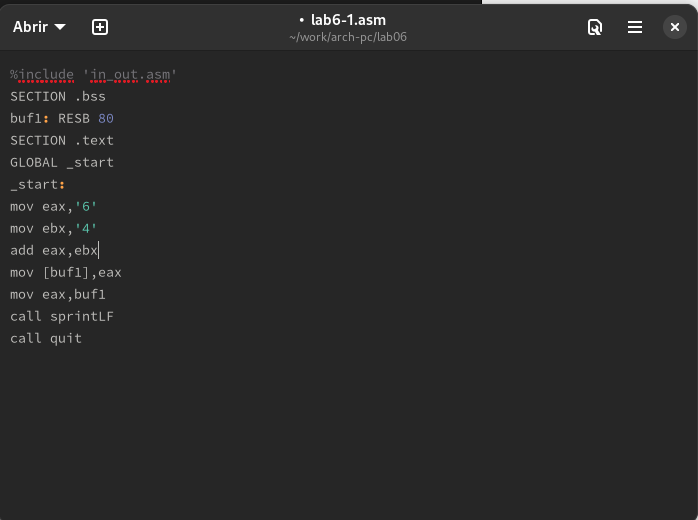 Abrir
• lab6-1.asm
~/work/arch-pc/lab06
%include 'in_out.asm'
SECTION .bss
buf1: RESB 80
SECTION .text
GLOBAL _start
_start:
mov eax,'6'
mov ebx,'4'
add eax,ebx
mov [buf1],eax
mov eax,buf1
call sprintLF
call quit